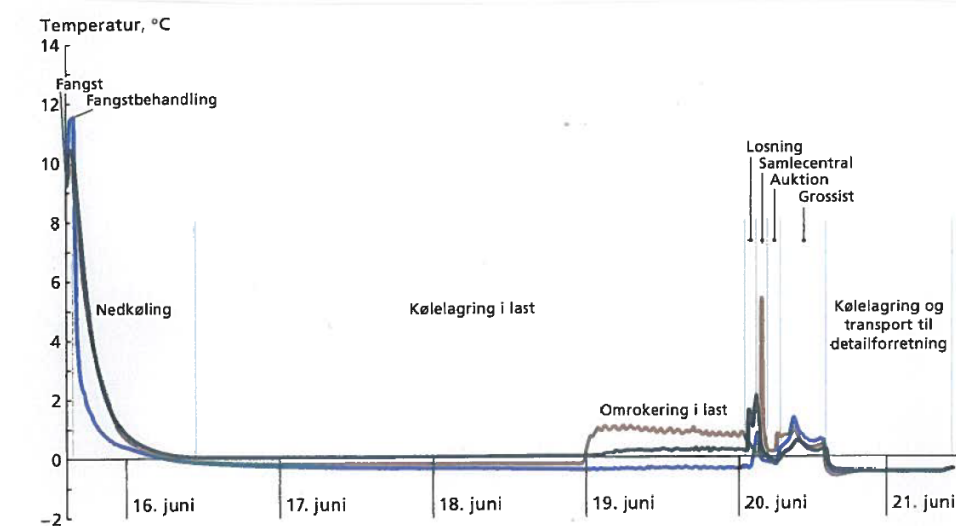 Temperatur, °C
14
Fangst
12
Fangstbehandling
10
Losning
Samlecentral
Auktion
Grossist
8
6
Nedkøling
Kølelagring i last
Kølelagring og
transport til
detailforretning
4
2
Omrokering i last
0
16. juni
17. juni
18. juni
19. juni
20. juni
21. juni
-2